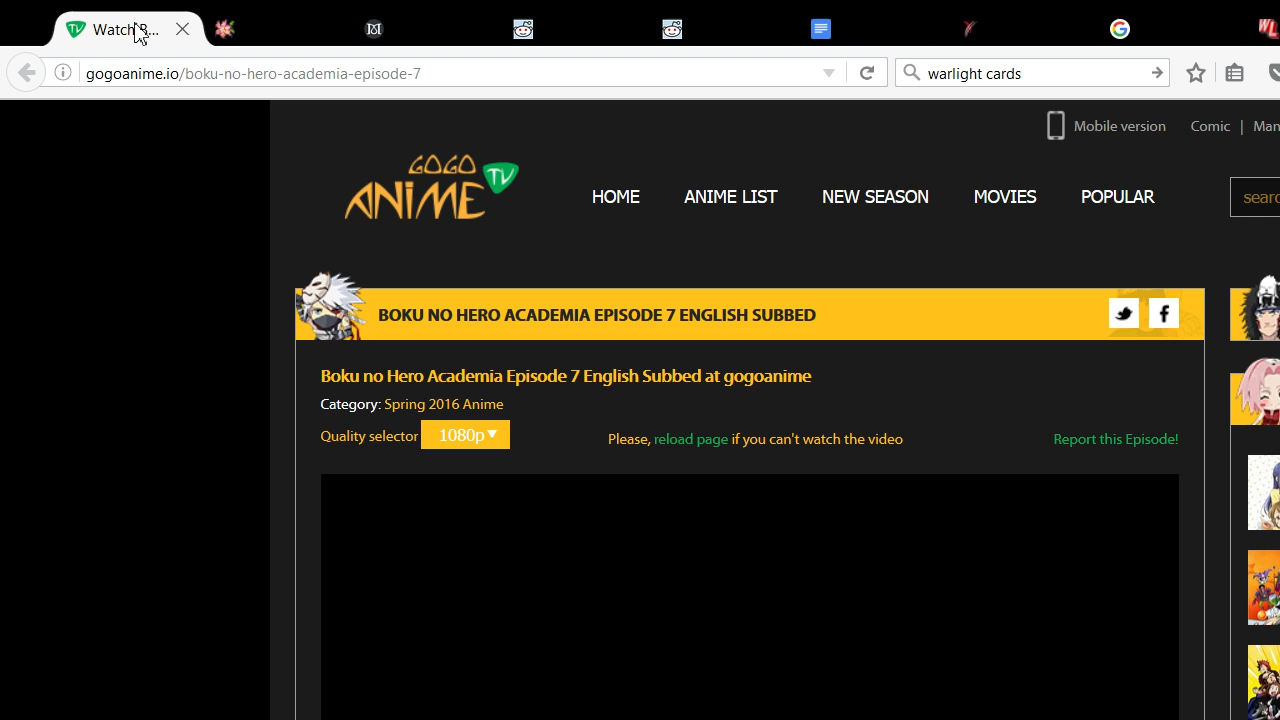 Watch B...
gogoanime.io/boku-no-hero-academia-episode-7
warlight cards
Mobile version
Comic | Man
GOGO
ANIME
TV
HOME
ANIME LIST
NEW SEASON
MOVIES
POPULAR
searc
BOKU NO HERO ACADEMIA EPISODE 7 ENGLISH SUBBED
Boku no Hero Academia Episode 7 English Subbed at gogoanime
Category: Spring 2016 Anime
Quality selector 1080p
Please, reload page if you can't watch the video
Report this Episode!